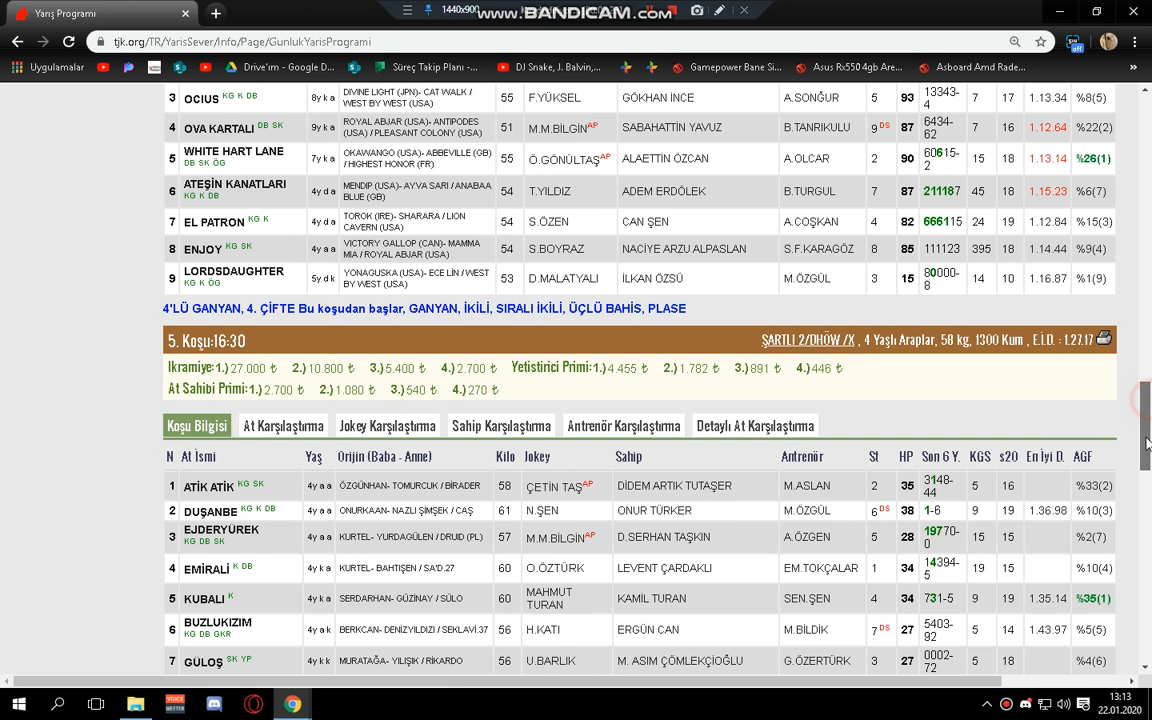 Yarış Programı
1440x900
www.BANDICAM.com
tjk.org/TR/YarisSever/Info/Page/GunlukYarisProgrami
off
Uygulamalar
Drive'ım - Google D...
Süreç Takip Planı -...
DJ Snake, J. Balvin,...
Gamepower Bane Si...
Asus Rx550 4gb Are...
Asboard Amd Rade...
3 OCIUS KG K DB 8y k a DIVINE LIGHT (JPN)- CAT WALK / WEST BY WEST (USA) 55 F.YÜKSEL GÖKHAN İNCE A.SONĞUR 5 93 13343-4 7 17 1.13.34 %8(5)
4 OVA KARTALI DB SK 9y k a ROYAL ABJAR (USA)- ANTIPODES (USA) / PLEASANT COLONY (USA) 51 M.M.BİLGİN AP SABAHATTİN YAVUZ B.TANRIKULU 9 DS 87 6434-62 7 16 1.12.64 %22(2)
5 WHITE HART LANE DB SK ÖG 7y k a OKAWANGO (USA)- ABBEVILLE (GB) / HIGHEST HONOR (FR) 55 Ö.GÖNÜLTAŞ AP ALAETTİN ÖZCAN A.OLCAR 2 90 60615-2 15 18 1.13.14 %26(1)
6 ATEŞİN KANATLARI KG K DB 4y d a MENDIP (USA)- AYVA SARI / ANABAA BLUE (GB) 54 T.YILDIZ ADEM ERDÖLEK B.TURGUL 7 87 211187 45 18 1.15.23 %6(7)
7 EL PATRON KG K 4y d a TOROK (IRE)- SHARARA / LION CAVERN (USA) 54 S.ÖZEN CAN ŞEN A.COŞKAN 4 82 666115 24 19 1.12.84 %15(3)
8 ENJOY KG SK 4y a a VICTORY GALLOP (CAN)- MAMMA MIA / ROYAL ABJAR (USA) 54 S.BOYRAZ NACİYE ARZU ALPASLAN S.F.KARAGÖZ 8 85 111123 395 18 1.14.44 %9(4)
9 LORDSDAUGHTER KG K ÖG 5y d k YONAGUSKA (USA)- ECE LİN / WEST BY WEST (USA) 53 D.MALATYALI İLKAN ÖZSÜ M.ÖZGÜL 3 15 80000-8 14 10 1.16.87 %1(9)
4'LÜ GANYAN, 4. ÇİFTE Bu koşudan başlar, GANYAN, İKİLİ, SIRALI İKİLİ, ÜÇLÜ BAHİS, PLASE
5. Koşu:16:30 ŞARTLI 2/DHÖW /X , 4 Yaşlı Araplar, 58 kg, 1300 Kum , E.İ.D. : 1.27.17
Ikramiye:1.) 27.000 ₺ 2.) 10.800 ₺ 3.) 5.400 ₺ 4.) 2.700 ₺ Yetistirici Primi:1.) 4.455 ₺ 2.) 1.782 ₺ 3.) 891 ₺ 4.) 446 ₺
At Sahibi Primi:1.) 2.700 ₺ 2.) 1.080 ₺ 3.) 540 ₺ 4.) 270 ₺
Koşu Bilgisi At Karşılaştırma Jokey Karşılaştırma Sahip Karşılaştırma Antrenör Karşılaştırma Detaylı At Karşılaştırma
N At İsmi Yaş Orijin (Baba - Anne) Kilo Jokey Sahip Antrenör St HP Son 6 Y. KGS s20 En İyi D. AGF
1 ATİK ATİK KG SK 4y a a ÖZGÜNHAN- TOMURCUK / BİRADER 58 ÇETİN TAŞ AP DİDEM ARTIK TUTAŞER M.ASLAN 2 35 3148-44 5 16 %33(2)
2 DUŞANBE KG K DB 4y a a ONURKAAN- NAZLI ŞİMŞEK / CAŞ 61 N.ŞEN ONUR TÜRKER M.ÖZGÜL 6 DS 38 1-6 9 19 1.36.98 %10(3)
3 EJDERYÜREK KG DB SK 4y a a KURTEL- YURDAGÜLEN / DRUID (PL) 57 M.M.BİLGİN AP D.SERHAN TAŞKIN A.ÖZGEN 5 28 19770-0 15 15 %2(7)
4 EMİRALİ K DB 4y k a KURTEL- BAHTIŞEN / SA'D.27 60 O.ÖZTÜRK LEVENT ÇARDAKLI EM.TOKÇALAR 1 34 14394-5 19 15 %10(4)
5 KUBALI K 4y k a SERDARHAN- GÜZİNAY / SÜLO 60 MAHMUT TURAN KAMİL TURAN SEN.ŞEN 4 34 731-5 9 19 1.35.14 %35(1)
6 BUZLUKIZIM KG DB GKR 4y a k BERKCAN- DENİZYILDIZI / SEKLAVİ.37 56 H.KATI ERGÜN CAN M.BİLDİK 7 DS 27 5403-92 5 14 1.43.97 %5(5)
7 GÜLOŞ SK YP 4y k k MURATAĞA- YILIŞIK / RİKARDO 56 U.BARLIK M. ASIM ÇÖMLEKÇİOĞLU G.ÖZERTÜRK 3 27 0002-72 5 18 %4(6)
VOICE MEETER
13:13
22.01.2020